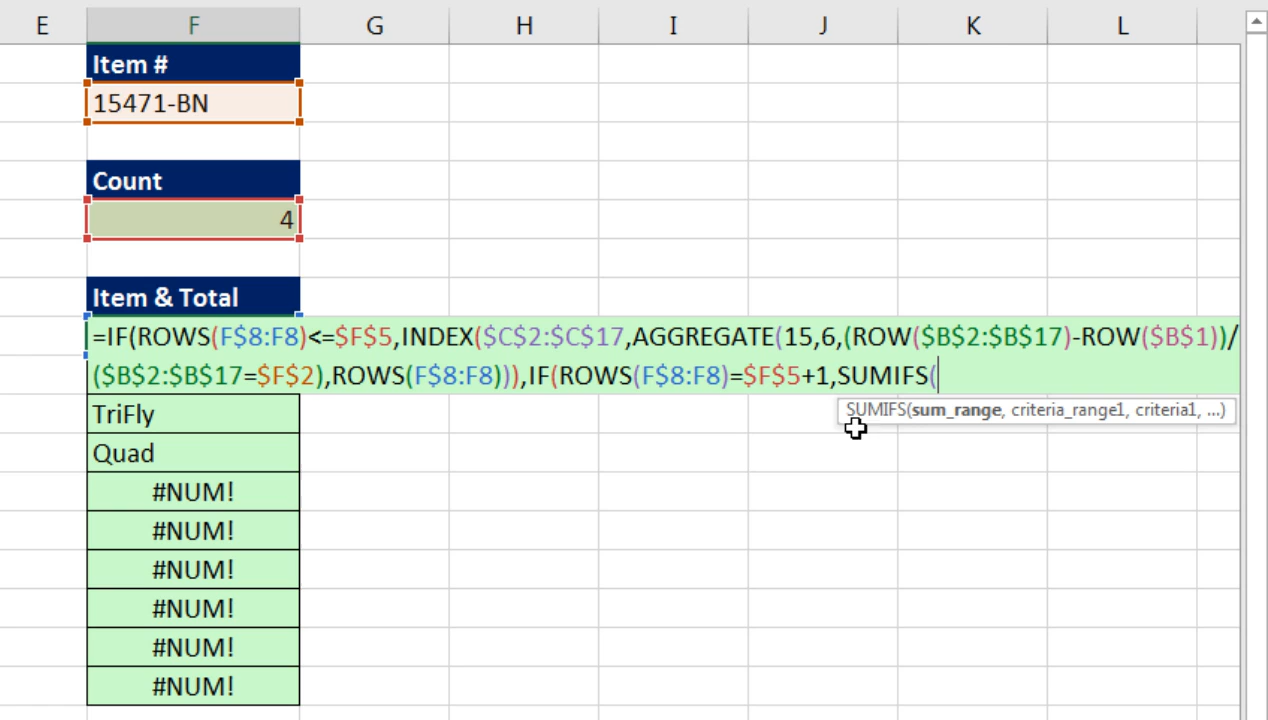 E F G H I J K L
Item #
15471-BN
Count
4
Item & Total
=IF(ROWS(F$8:F8)<=$F$5,INDEX($C$2:$C$17,AGGREGATE(15,6,(ROW($B$2:$B$17)-ROW($B$1))/
($B$2:$B$17=$F$2),ROWS(F$8:F8))),IF(ROWS(F$8:F8)=$F$5+1,SUMIFS(
SUMIFS(sum_range, criteria_range1, criteria1, ...)
TriFly
Quad
#NUM!
#NUM!
#NUM!
#NUM!
#NUM!
#NUM!